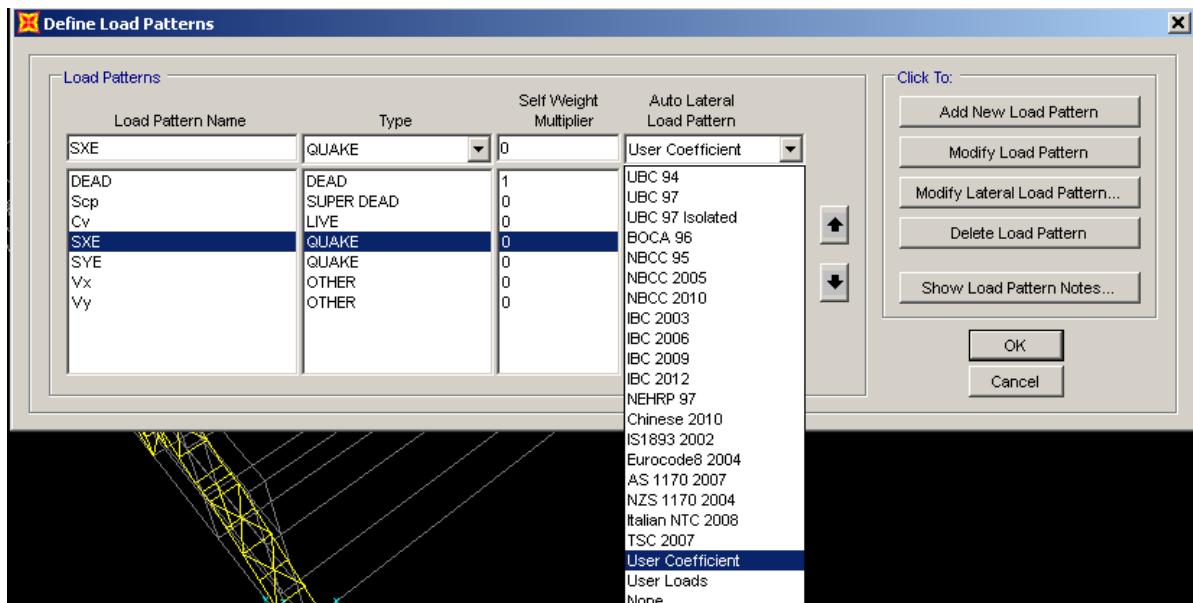 Define Load Patterns
Load Patterns
Click To:
Load Pattern Name Type Self Weight Multiplier Auto Lateral Load Pattern
SXE QUAKE 0 User Coefficient
DEAD DEAD 1
Scp SUPER DEAD 0
Cv LIVE 0
SXE QUAKE 0
SYE QUAKE 0
Vx OTHER 0
Vy OTHER 0
UBC 94
UBC 97
UBC 97 Isolated
BOCA 96
NBCC 95
NBCC 2005
NBCC 2010
IBC 2003
IBC 2006
IBC 2009
IBC 2012
NEHRP 97
Chinese 2010
IS1893 2002
Eurocode8 2004
AS 1170 2007
NZS 1170 2004
Italian NTC 2008
TSC 2007
User Coefficient
User Loads
None
Add New Load Pattern
Modify Load Pattern
Modify Lateral Load Pattern...
Delete Load Pattern
Show Load Pattern Notes...
OK
Cancel